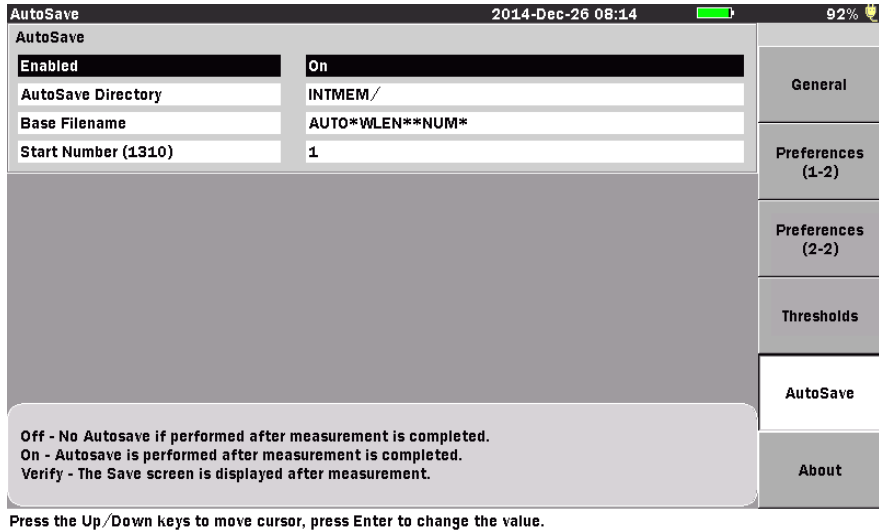 AutoSave 2014-Dec-26 08:14 92%
AutoSave
Enabled On
AutoSave Directory INTMEM/
Base Filename AUTO*WLEN**NUM*
Start Number (1310) 1
General
Preferences
(1-2)
Preferences
(2-2)
Thresholds
AutoSave
About
Off - No Autosave if performed after measurement is completed.
On - Autosave is performed after measurement is completed.
Verify - The Save screen is displayed after measurement.
Press the Up/Down keys to move cursor, press Enter to change the value.